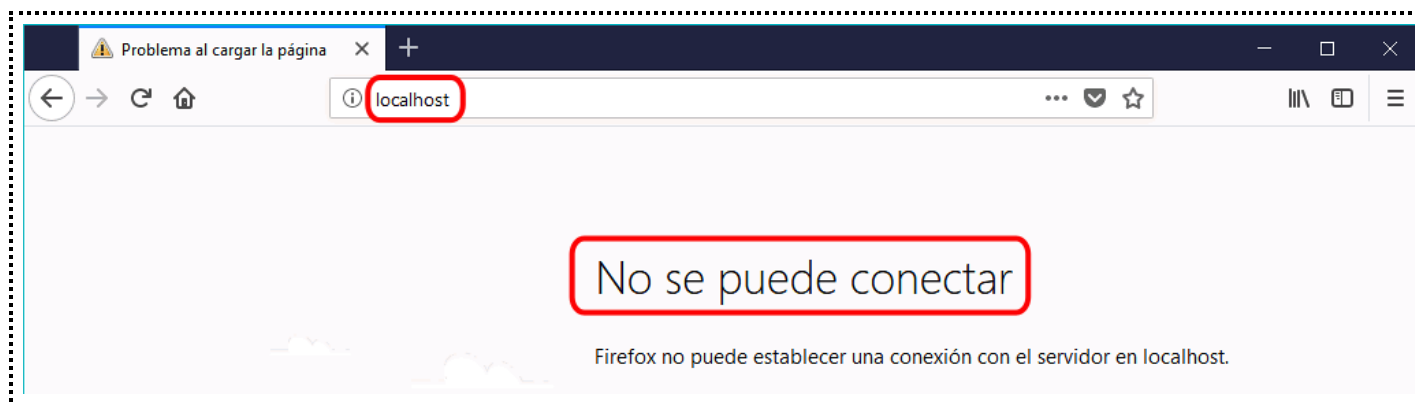 Problema al cargar la página
localhost
No se puede conectar
Firefox no puede establecer una conexión con el servidor en localhost.